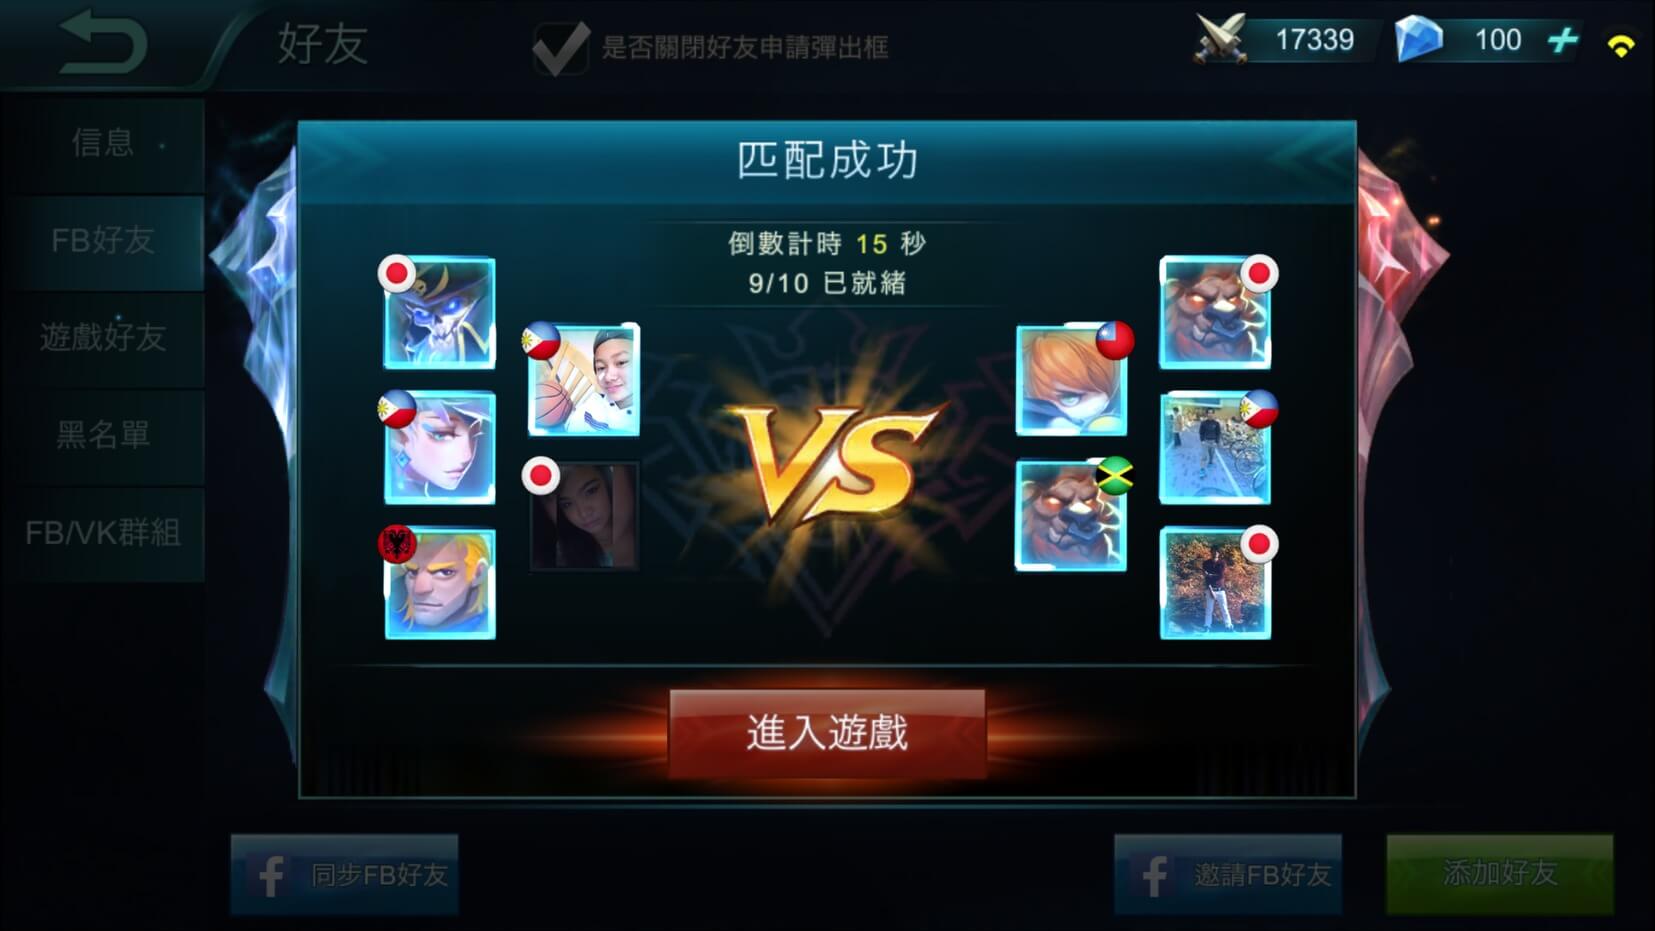 好友
是否關閉好友申請彈出框
17339
100
信息
FB好友
遊戲好友
黑名單
FB/VK群組
匹配成功
倒數計時 15 秒
9/10 已就緒
VS
進入遊戲
同步FB好友
邀請FB好友
添加好友